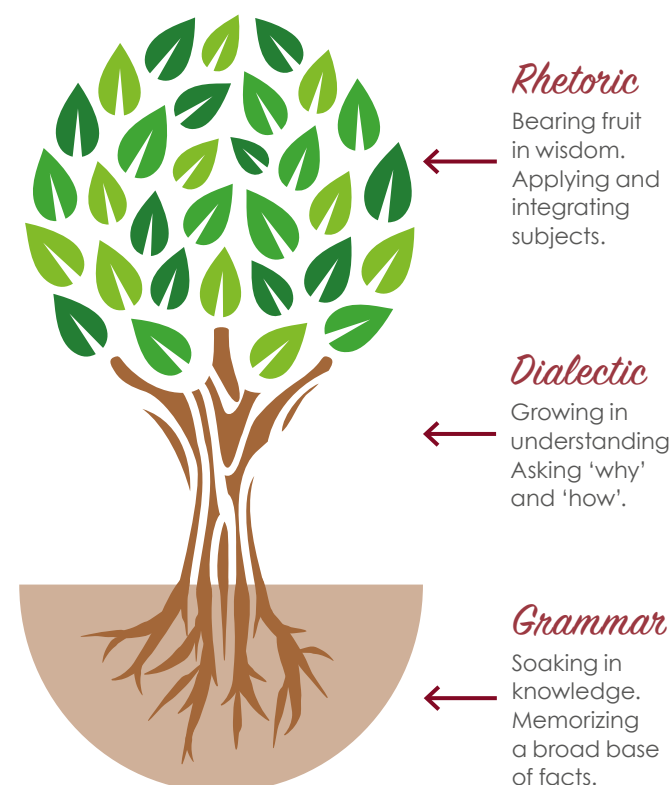 Rhetoric
Bearing fruit
in wisdom.
Applying and
integrating
subjects.
Dialectic
Growing in
understanding
Asking ‘why’
and ‘how’.
Grammar
Soaking in
knowledge.
Memorizing
a broad base
of facts.